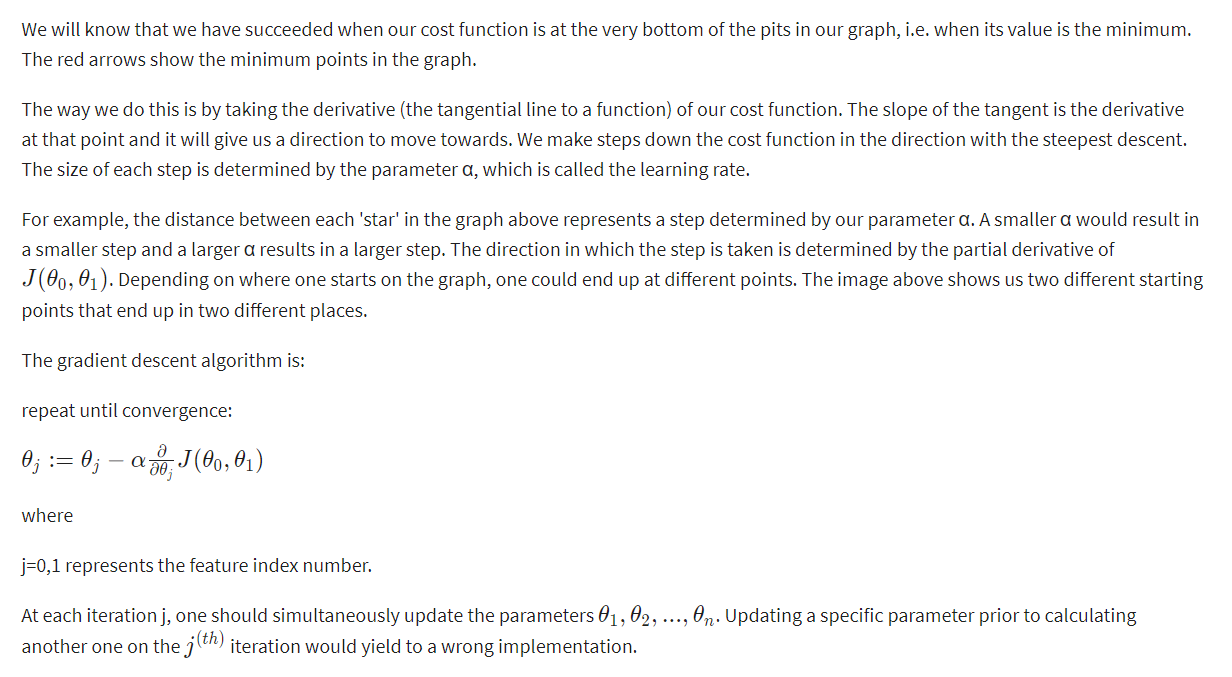 We will know that we have succeeded when our cost function is at the very bottom of the pits in our graph, i.e. when its value is the minimum.
The red arrows show the minimum points in the graph.
The way we do this is by taking the derivative (the tangential line to a function) of our cost function. The slope of the tangent is the derivative
at that point and it will give us a direction to move towards. We make steps down the cost function in the direction with the steepest descent.
The size of each step is determined by the parameter α, which is called the learning rate.
For example, the distance between each 'star' in the graph above represents a step determined by our parameter α. A smaller α would result in
a smaller step and a larger α results in a larger step. The direction in which the step is taken is determined by the partial derivative of
J(θ₀, θ₁). Depending on where one starts on the graph, one could end up at different points. The image above shows us two different starting
points that end up in two different places.
The gradient descent algorithm is:
repeat until convergence:
θⱼ := θⱼ − α ∂/∂θⱼ J(θ₀, θ₁)
where
j=0,1 represents the feature index number.
At each iteration j, one should simultaneously update the parameters θ₁, θ₂, ..., θₙ. Updating a specific parameter prior to calculating
another one on the j⁽ᵗʰ⁾ iteration would yield to a wrong implementation.